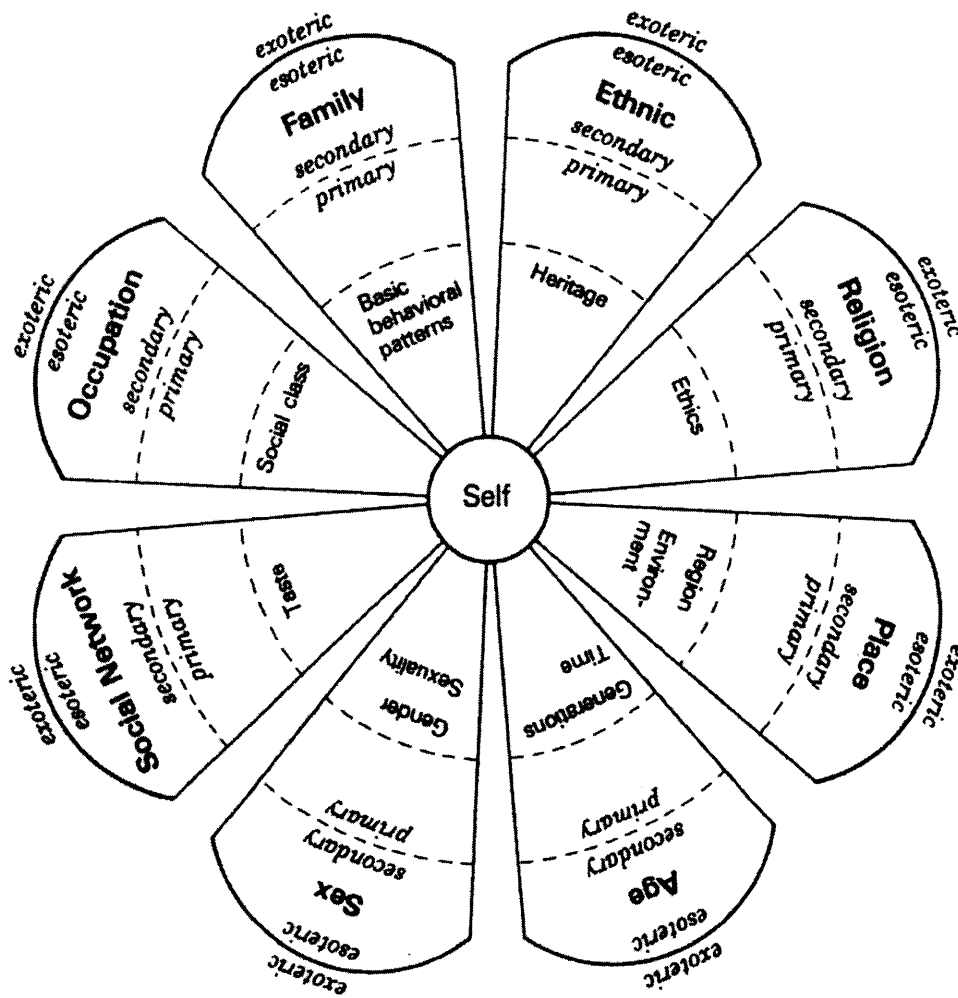 exoteric
esoteric
Family
secondary
primary
Basic
behavioral
patterns
exoteric
esoteric
Ethnic
secondary
primary
Heritage
exoteric
esoteric
Religion
secondary
primary
Ethics
exoteric
esoteric
Place
secondary
primary
Region
Environ-
ment
exoteric
esoteric
Age
secondary
primary
Generations
Time
exoteric
esoteric
Sex
secondary
primary
Gender
Sexuality
exoteric
esoteric
Social Network
secondary
primary
Taste
exoteric
esoteric
Occupation
secondary
primary
Social class
Self